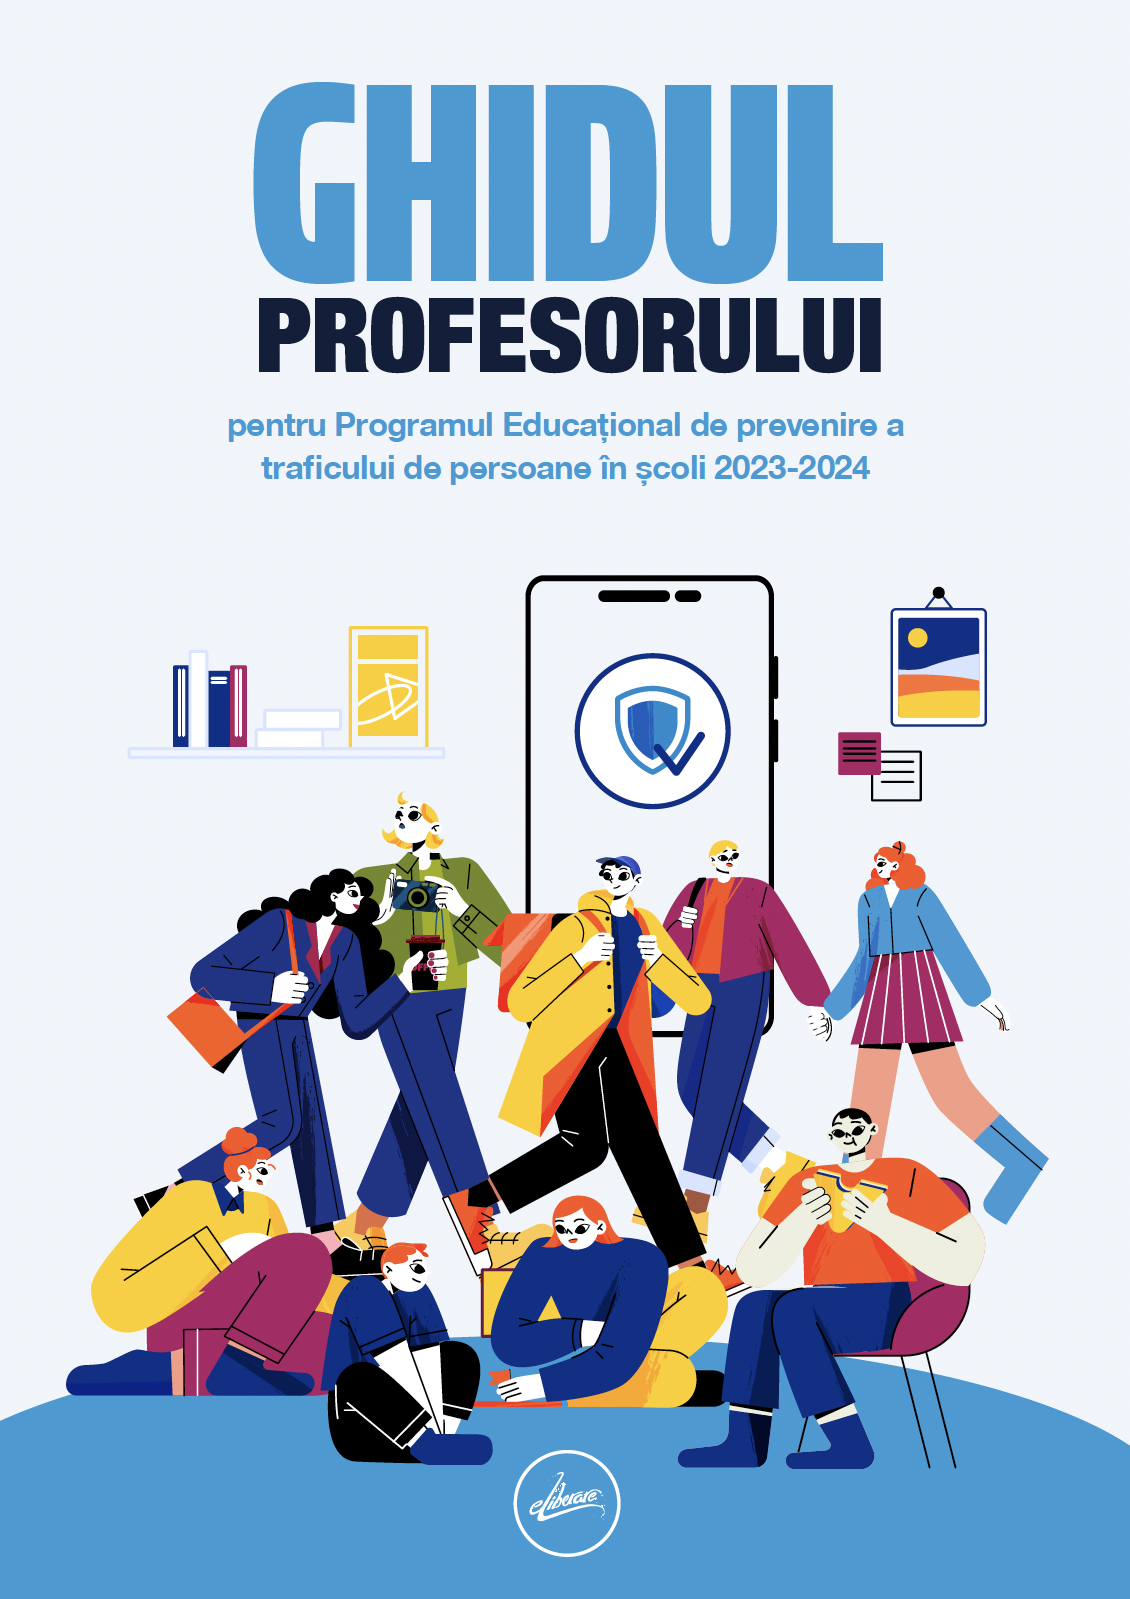 GHIDUL
PROFESORULUI
pentru Programul Educațional de prevenire a
traficului de persoane în școli 2023-2024
eLiberare